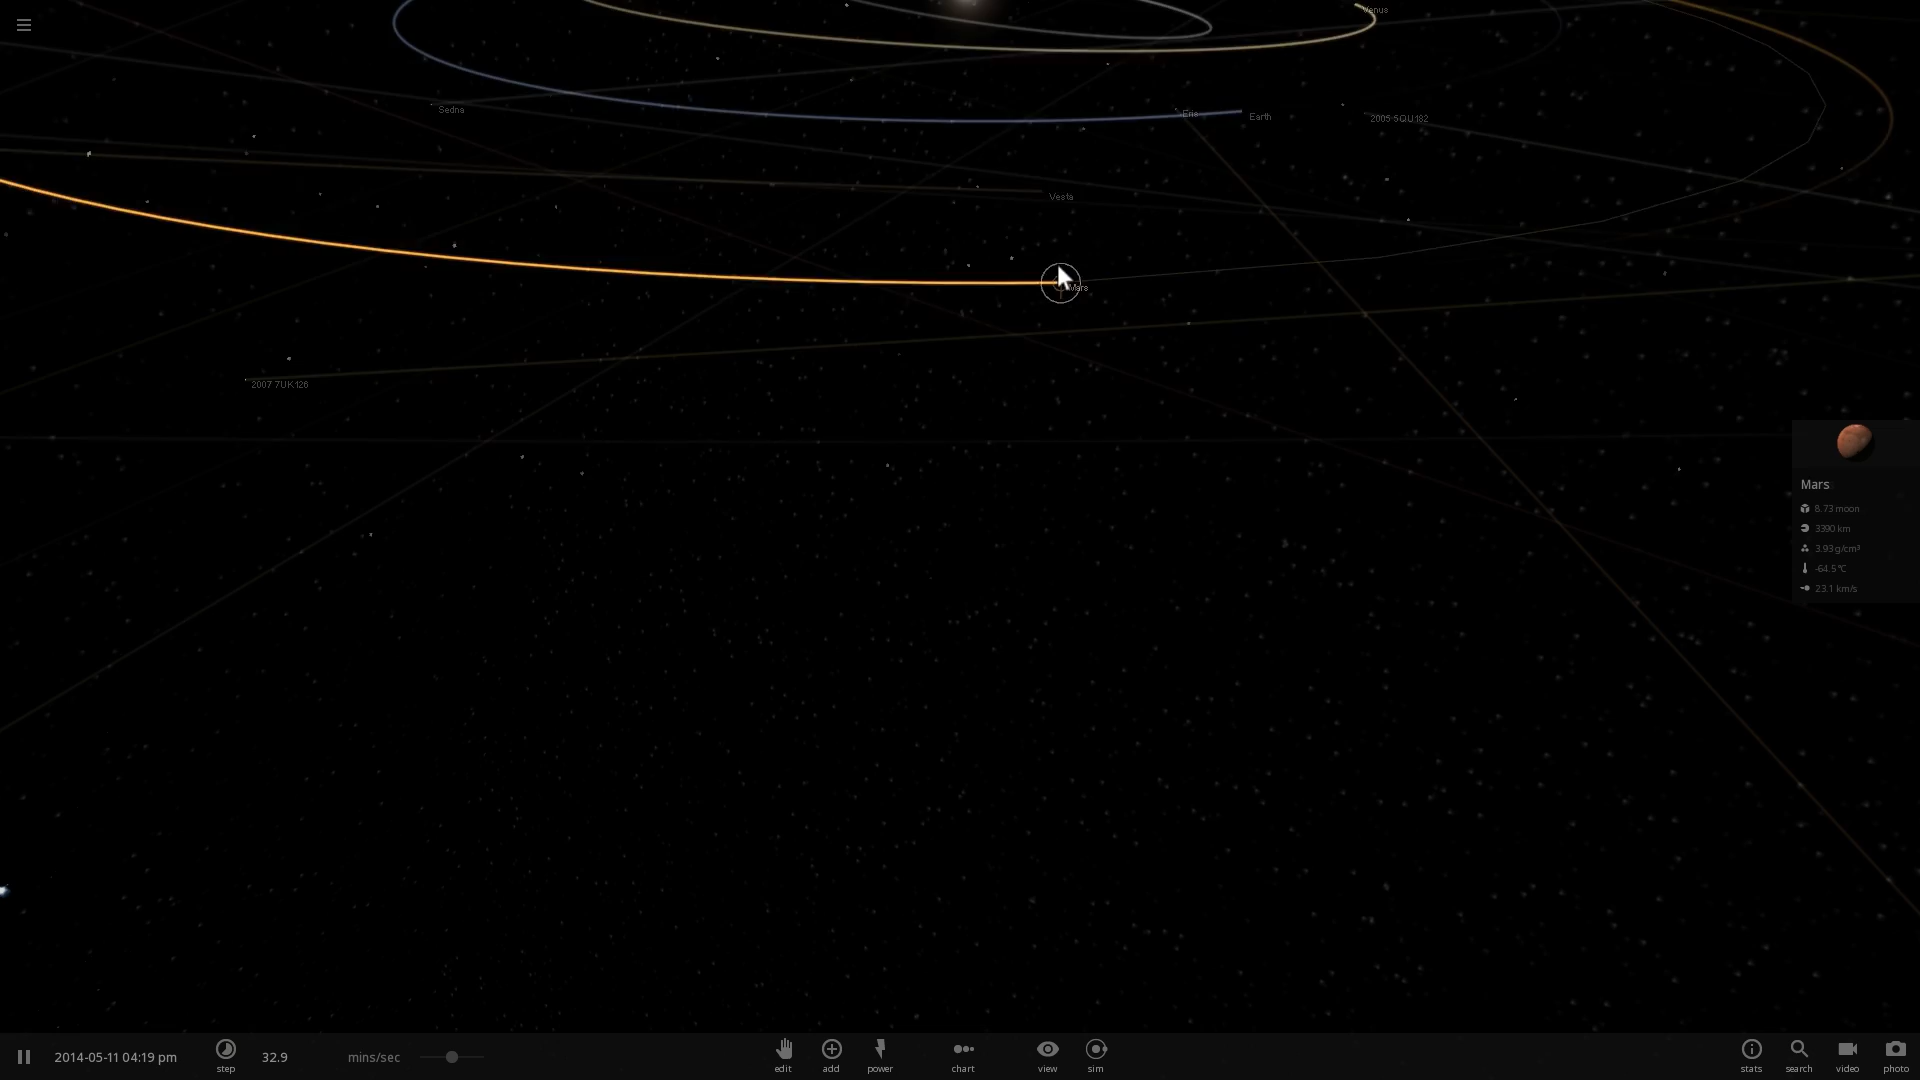 Venus
Sedna
Eris
Earth
2005 5QU182
Vesta
Mars
2007 7UK126
Mars
8.73 moon
3390 km
3.93 g/cm³
-64.5 °C
23.1 km/s
2014-05-11 04:19 pm
step
32.9
mins/sec
edit
add
power
chart
view
sim
stats
search
video
photo